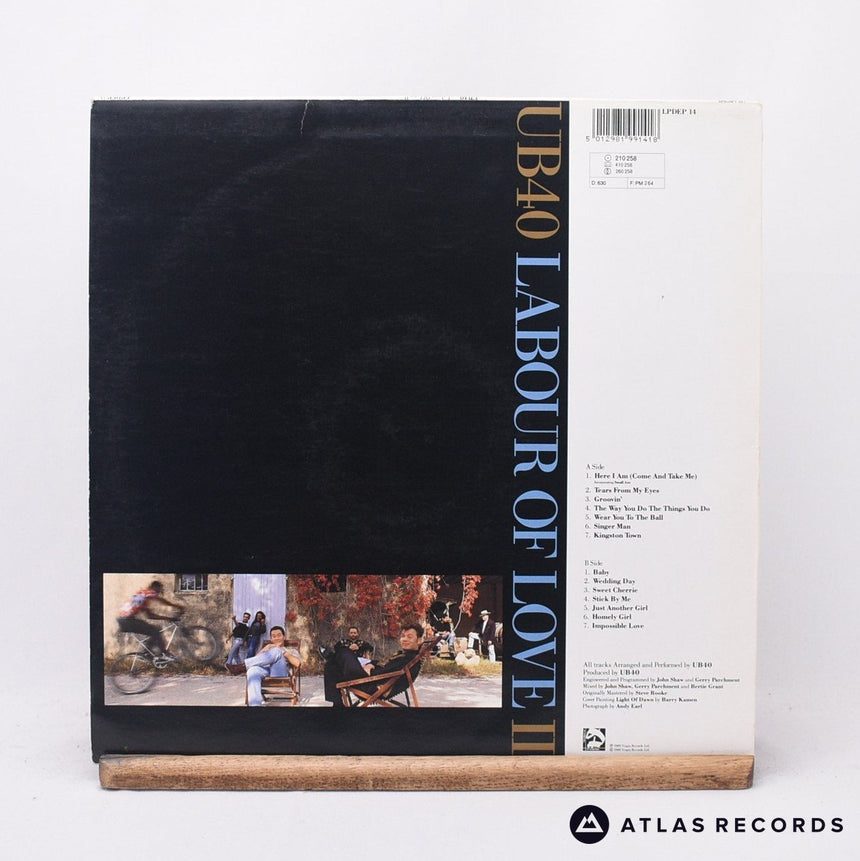 UB40 LABOUR OF LOVE II
LPDEP 14
5 012981 991418
210 258
410 258
260 258
D: 630 F: PM 264
A Side
1. Here I Am (Come And Take Me)
2. Tears From My Eyes
3. Groovin'
4. The Way You Do The Things You Do
5. Wear You To The Ball
6. Singer Man
7. Kingston Town
B Side
1. Baby
2. Wedding Day
3. Sweet Cherrie
4. Stick By Me
5. Just Another Girl
6. Homely Girl
7. Impossible Love
All tracks Arranged and Performed by UB40
Produced by UB40
Engineered and Programmed by John Shaw and Gerry Parchment
Mixed by John Shaw, Gerry Parchment and Bertie Grant
Originally Mastered by Steve Rooke
Cover Painting Light Of Dawn by Barry Kamen
Photograph by Andy Earl
ATLAS RECORDS